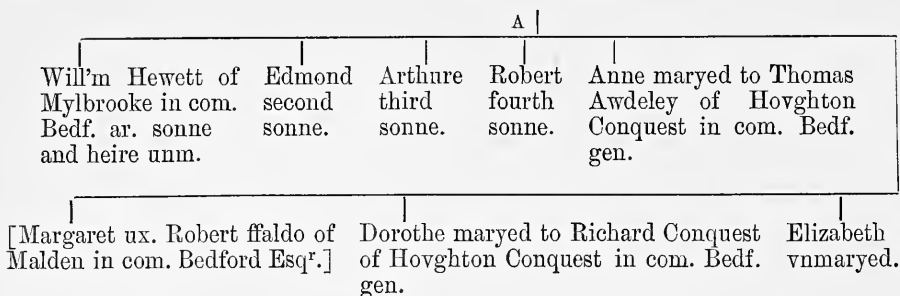 A
Will'm Hewett of
Mylbrooke in com.
Bedf. ar. sonne
and heire unm.
Edmond
second
sonne.
Arthure
third
sonne.
Robert
fourth
sonne.
Anne maryed to Thomas
Awdeley of Hovghton
Conquest in com. Bedf.
gen.
[Margaret ux. Robert ffaldo of
Malden in com. Bedford Esqʳ.]
Dorothe maryed to Richard Conquest
of Hovghton Conquest in com. Bedf.
gen.
Elizabeth
vnmaryed.